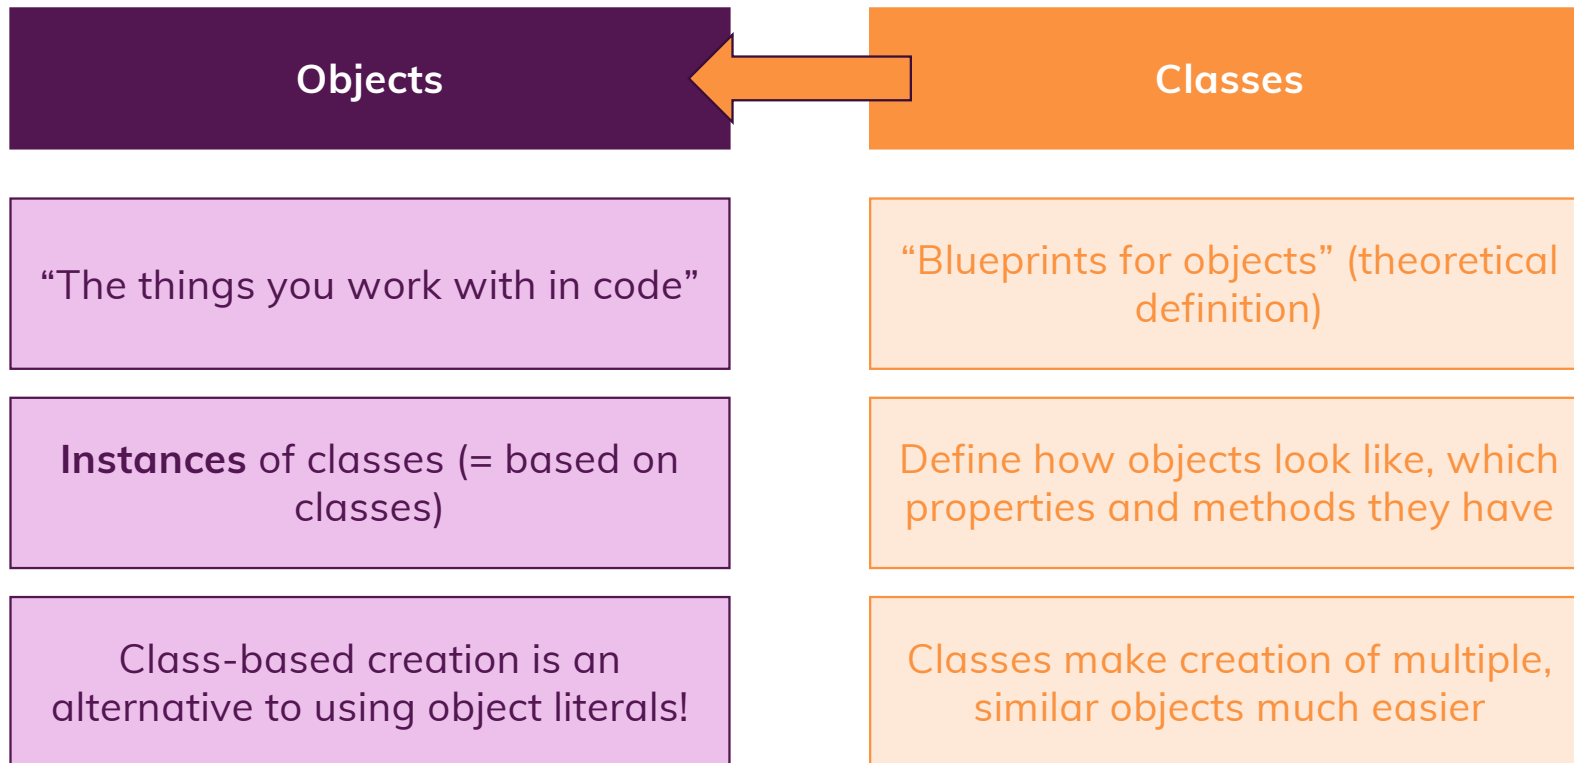 Objects
Classes
“The things you work with in code”
“Blueprints for objects” (theoretical
definition)
Instances of classes (= based on
classes)
Define how objects look like, which
properties and methods they have
Class-based creation is an
alternative to using object literals!
Classes make creation of multiple,
similar objects much easier